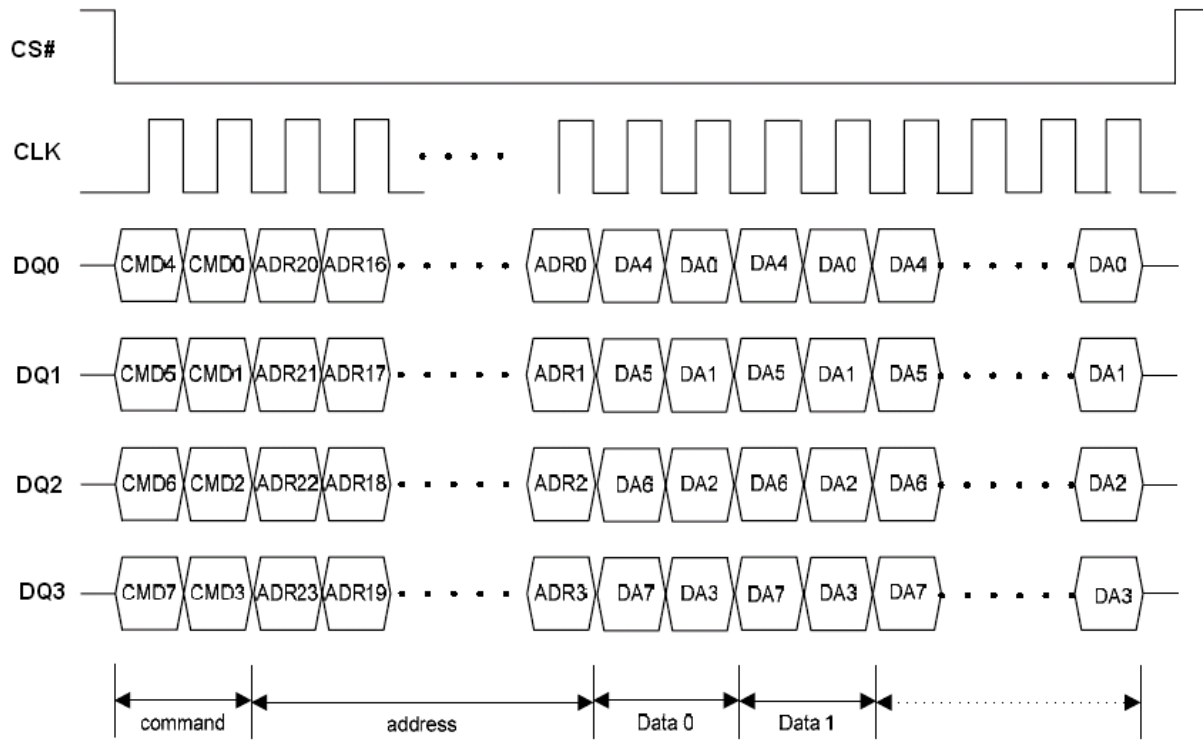 CS#
CLK
DQ0 CMD4 CMD0 ADR20 ADR16 ADR0 DA4 DA0 DA4 DA0 DA4 DA0
DQ1 CMD5 CMD1 ADR21 ADR17 ADR1 DA5 DA1 DA5 DA1 DA5 DA1
DQ2 CMD6 CMD2 ADR22 ADR18 ADR2 DA6 DA2 DA6 DA2 DA6 DA2
DQ3 CMD7 CMD3 ADR23 ADR19 ADR3 DA7 DA3 DA7 DA3 DA7 DA3
command address Data 0 Data 1